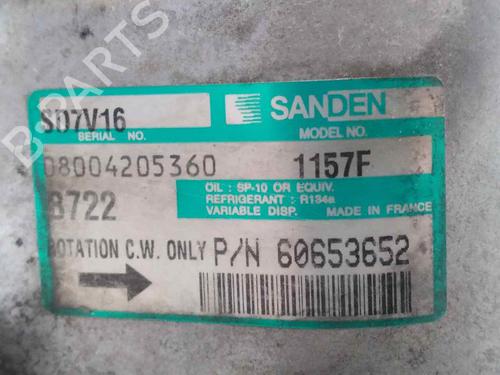 B-PARTS
SD7V16
SANDEN
SERIAL NO.
MODEL NO.
08004205360
1157F
B722
OIL : SP-10 OR EQUIV.
REFRIGERANT : R134a
VARIABLE DISP. MADE IN FRANCE
ROTATION C.W. ONLY P/N 60653652